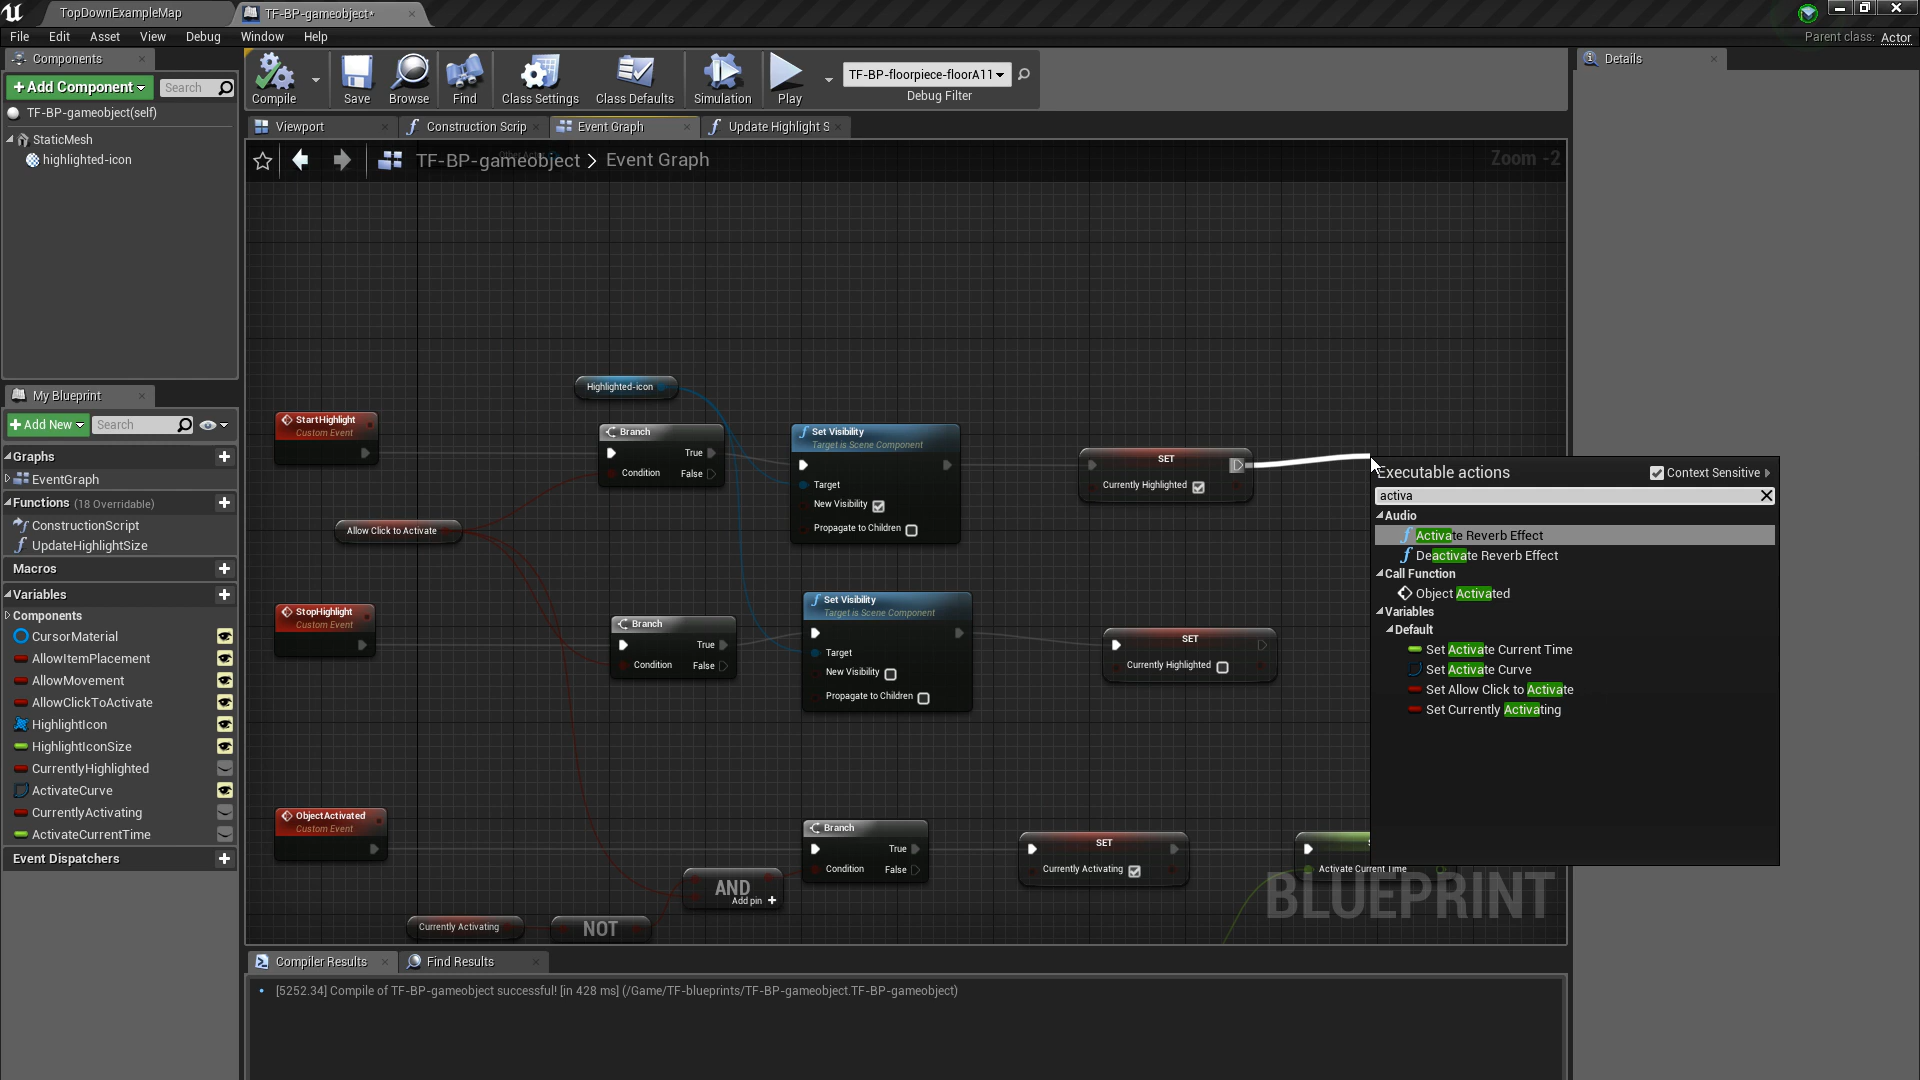 TopDownExampleMap
TF-BP-gameobject*
File Edit Asset View Debug Window Help
Parent class: Actor
Components
+Add Component
Search
TF-BP-gameobject(self)
StaticMesh
highlighted-icon
Compile
Save
Browse
Find
Class Settings
Class Defaults
Simulation
Play
TF-BP-floorpiece-floorA11
Debug Filter
Details
Viewport
Construction Scrip
Event Graph
Update Highlight S
TF-BP-gameobject > Event Graph
Zoom -2
My Blueprint
+Add New
Search
Graphs
EventGraph
Functions (18 Overridable)
ConstructionScript
UpdateHighlightSize
Macros
Variables
Components
CursorMaterial
AllowItemPlacement
AllowMovement
AllowClickToActivate
HighlightIcon
HighlightIconSize
CurrentlyHighlighted
ActivateCurve
CurrentlyActivating
ActivateCurrentTime
Event Dispatchers
Highlighted-icon
StartHighlight
Custom Event
Branch
True
Condition
False
Set Visibility
Target is Scene Component
Target
New Visibility
Propagate to Children
SET
Currently Highlighted
Allow Click to Activate
StopHighlight
Custom Event
Branch
True
Condition
False
Set Visibility
Target is Scene Component
Target
New Visibility
Propagate to Children
SET
Currently Highlighted
ObjectActivated
Custom Event
Branch
True
Condition
False
SET
Currently Activating
Activate Current Time
AND
Add pin +
Currently Activating
NOT
BLUEPRINT
Executable actions
Context Sensitive
activa
Audio
Activate Reverb Effect
Deactivate Reverb Effect
Call Function
Object Activated
Variables
Default
Set Activate Current Time
Set Activate Curve
Set Allow Click to Activate
Set Currently Activating
Compiler Results
Find Results
[5252.34] Compile of TF-BP-gameobject successful! [in 428 ms] (/Game/TF-blueprints/TF-BP-gameobject.TF-BP-gameobject)